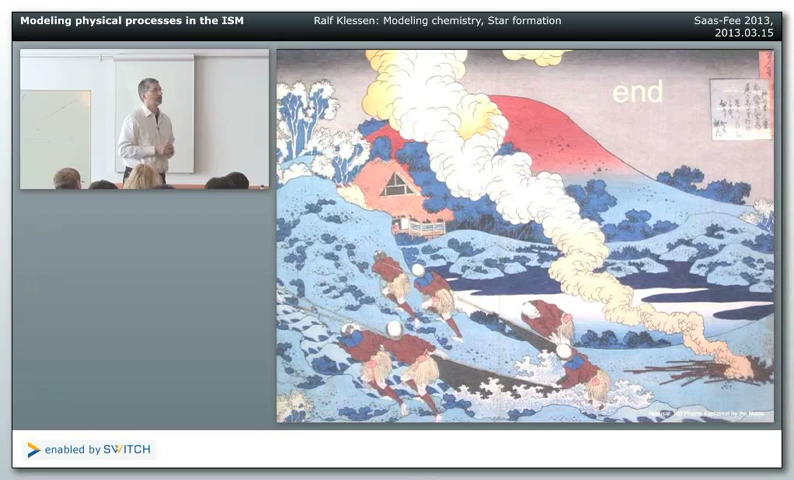 Modeling physical processes in the ISM
Ralf Klessen: Modeling chemistry, Star formation
Saas-Fee 2013,
2013.03.15
end
enabled by SWITCH